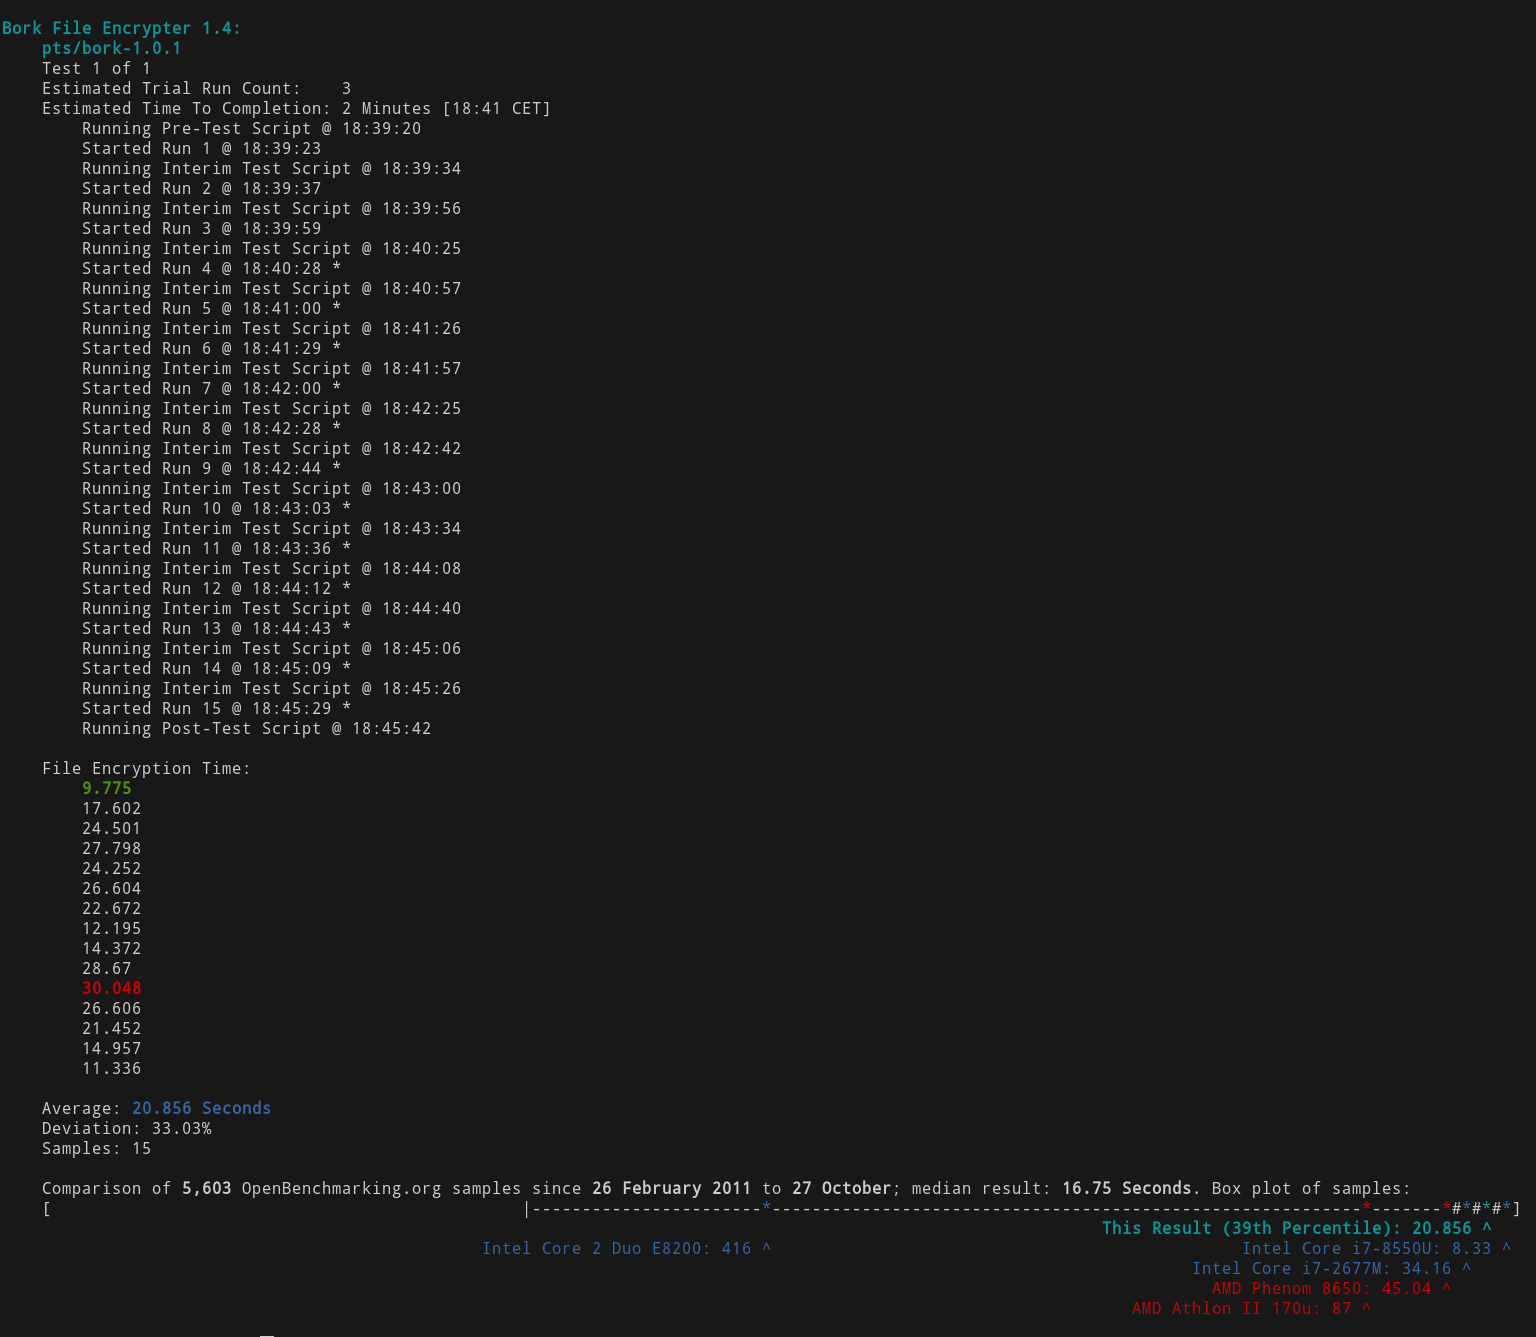 Bork File Encrypter 1.4:
pts/bork-1.0.1
Test 1 of 1
Estimated Trial Run Count:    3
Estimated Time To Completion: 2 Minutes [18:41 CET]
Running Pre-Test Script @ 18:39:20
Started Run 1 @ 18:39:23
Running Interim Test Script @ 18:39:34
Started Run 2 @ 18:39:37
Running Interim Test Script @ 18:39:56
Started Run 3 @ 18:39:59
Running Interim Test Script @ 18:40:25
Started Run 4 @ 18:40:28 *
Running Interim Test Script @ 18:40:57
Started Run 5 @ 18:41:00 *
Running Interim Test Script @ 18:41:26
Started Run 6 @ 18:41:29 *
Running Interim Test Script @ 18:41:57
Started Run 7 @ 18:42:00 *
Running Interim Test Script @ 18:42:25
Started Run 8 @ 18:42:28 *
Running Interim Test Script @ 18:42:42
Started Run 9 @ 18:42:44 *
Running Interim Test Script @ 18:43:00
Started Run 10 @ 18:43:03 *
Running Interim Test Script @ 18:43:34
Started Run 11 @ 18:43:36 *
Running Interim Test Script @ 18:44:08
Started Run 12 @ 18:44:12 *
Running Interim Test Script @ 18:44:40
Started Run 13 @ 18:44:43 *
Running Interim Test Script @ 18:45:06
Started Run 14 @ 18:45:09 *
Running Interim Test Script @ 18:45:26
Started Run 15 @ 18:45:29 *
Running Post-Test Script @ 18:45:42
File Encryption Time:
9.775
17.602
24.501
27.798
24.252
26.604
22.672
12.195
14.372
28.67
30.048
26.606
21.452
14.957
11.336
Average: 20.856 Seconds
Deviation: 33.03%
Samples: 15
Comparison of 5,603 OpenBenchmarking.org samples since 26 February 2011 to 27 October; median result: 16.75 Seconds. Box plot of samples:
[                                               |-----------------------*-----------------------------------------------------------*-------*#*#*#*]
This Result (39th Percentile): 20.856 ^
Intel Core 2 Duo E8200: 416 ^                                               Intel Core i7-8550U: 8.33 ^
Intel Core i7-2677M: 34.16 ^
AMD Phenom 8650: 45.04 ^
AMD Athlon II 170u: 87 ^